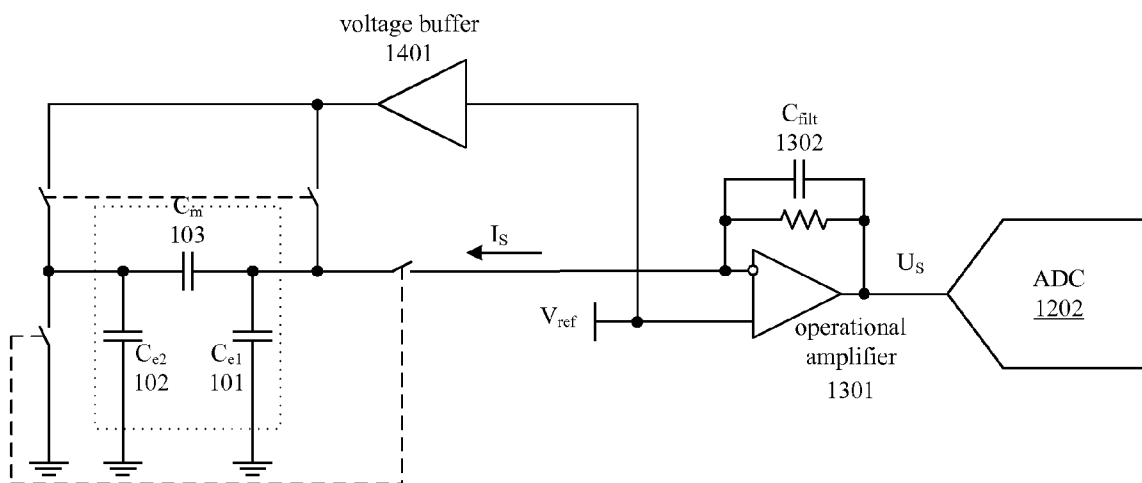 voltage buffer
1401
C_filt
1302
C_m
103
I_S
U_S
ADC
1202
V_ref
operational
amplifier
1301
C_e2
102
C_e1
101